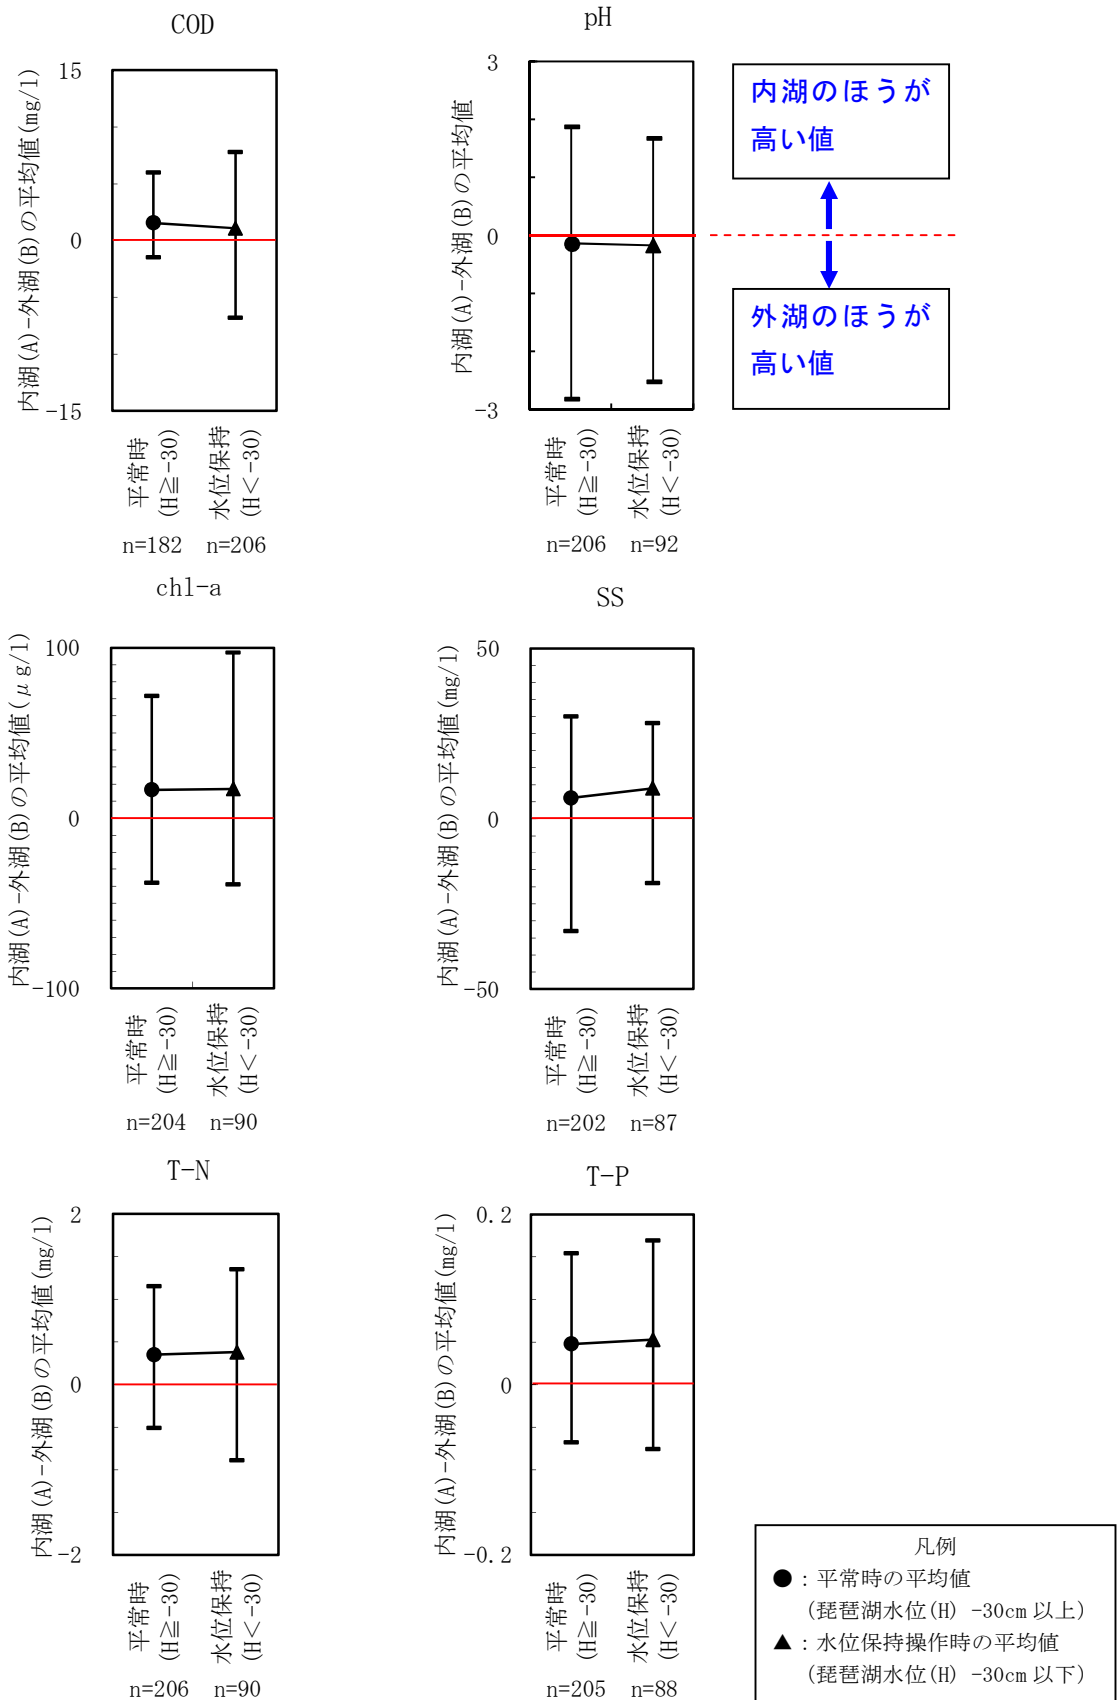 COD
内湖(A)-外湖(B)の平均値(mg/l)
15
0
-15
平常時
(H≧-30)
水位保持
(H<-30)
n=182 n=206
pH
内湖(A)-外湖(B)の平均値
3
0
-3
平常時
(H≧-30)
水位保持
(H<-30)
n=206 n=92
内湖のほうが
高い値
外湖のほうが
高い値
chl-a
内湖(A)-外湖(B)の平均値(μg/l)
100
0
-100
平常時
(H≧-30)
水位保持
(H<-30)
n=204 n=90
SS
内湖(A)-外湖(B)の平均値(mg/l)
50
0
-50
平常時
(H≧-30)
水位保持
(H<-30)
n=202 n=87
T-N
内湖(A)-外湖(B)の平均値(mg/l)
2
0
-2
平常時
(H≧-30)
水位保持
(H<-30)
n=206 n=90
T-P
内湖(A)-外湖(B)の平均値(mg/l)
0.2
0
-0.2
平常時
(H≧-30)
水位保持
(H<-30)
n=205 n=88
凡例
●：平常時の平均値
(琵琶湖水位(H) -30cm 以上)
▲：水位保持操作時の平均値
(琵琶湖水位(H) -30cm 以下)